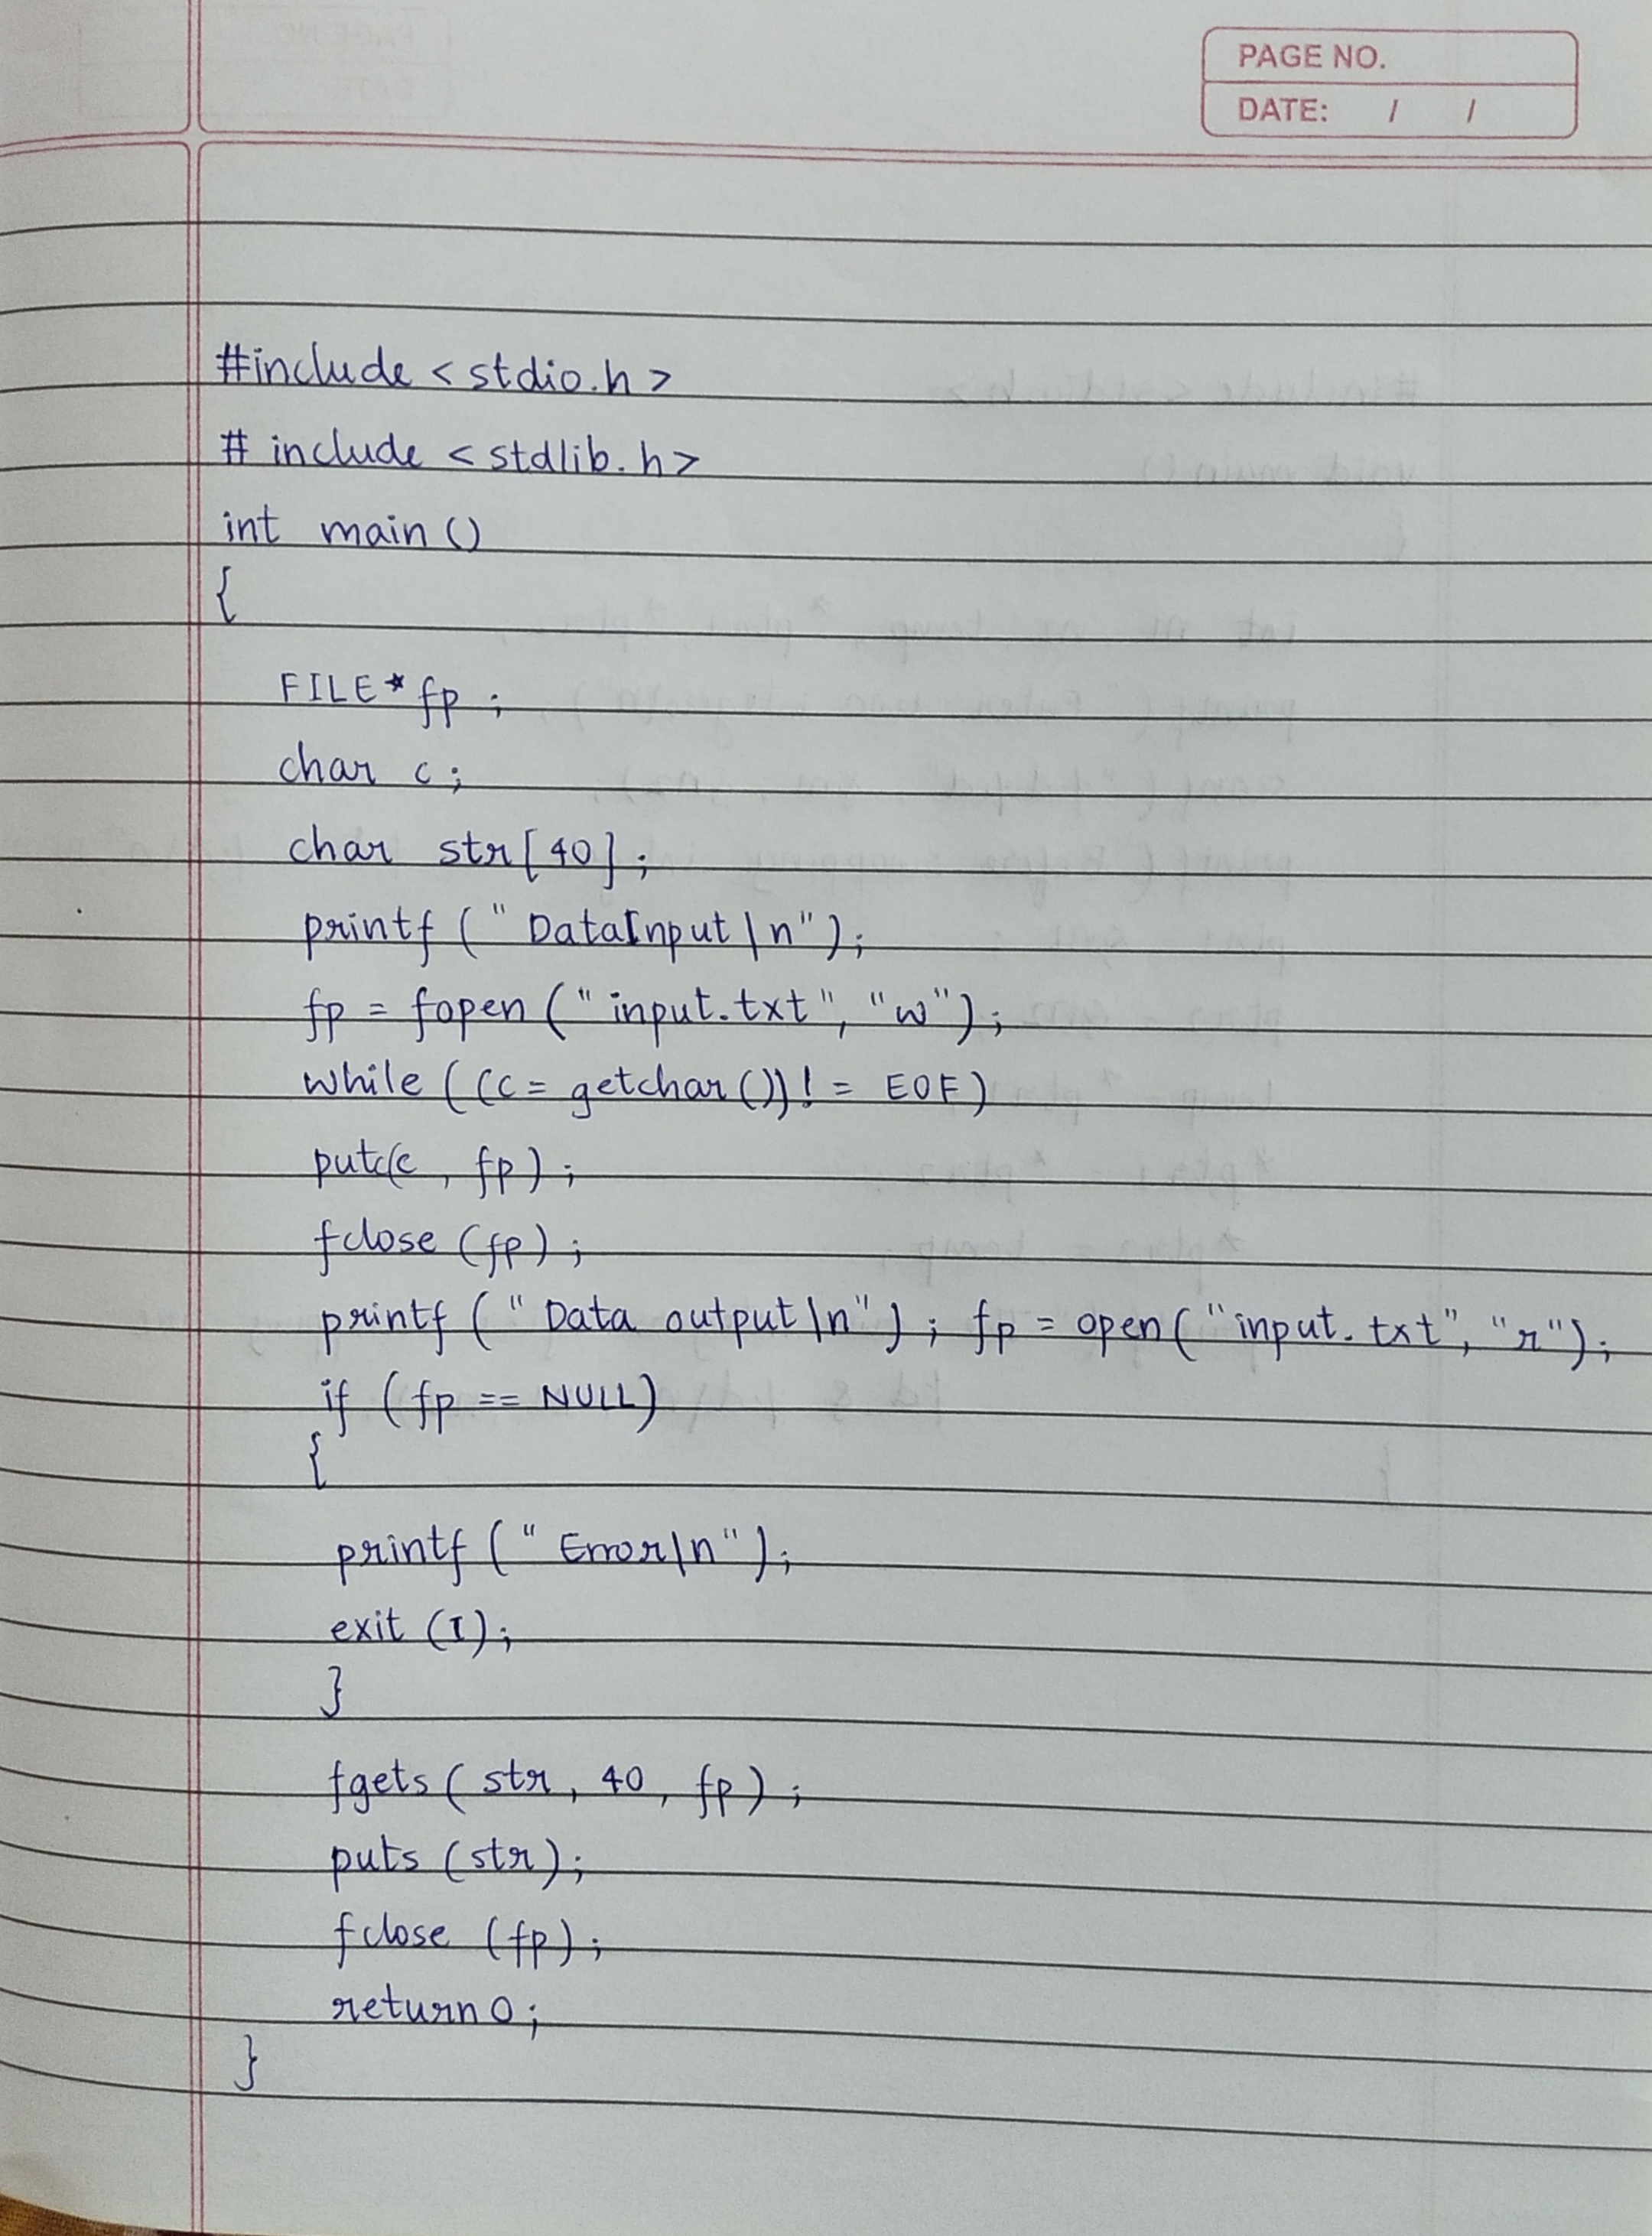 PAGE NO.
DATE: / /
#include <stdio.h>
# include <stdlib.h>
int main ()
{
FILE * fp ;
char c ;
char str [ 40 ] ;
printf (" DataInput \n") ;
fp = fopen (" input.txt ", "w") ;
while ( (c = getchar ()) ! = EOF )
putc(c , fp ) ;
fclose (fp) ;
printf (" Data output \n") ; fp = open ("input. txt", "r") ;
if ( fp == NULL )
{
printf (" Error \n") ;
exit (1) ;
}
fgets ( str , 40 , fp ) ;
puts (str) ;
fclose (fp) ;
return 0 ;
}